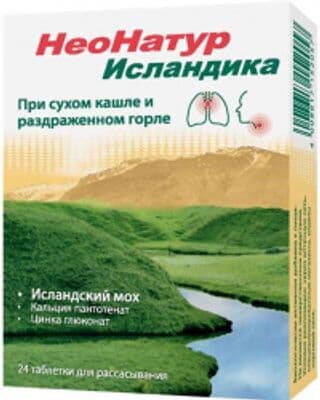 НеоНатур
Исландика
При сухом кашле и
раздраженном горле
• Исландский мох
• Кальция пантотенат
• Цинка глюконат
24 таблетки для рассасывания